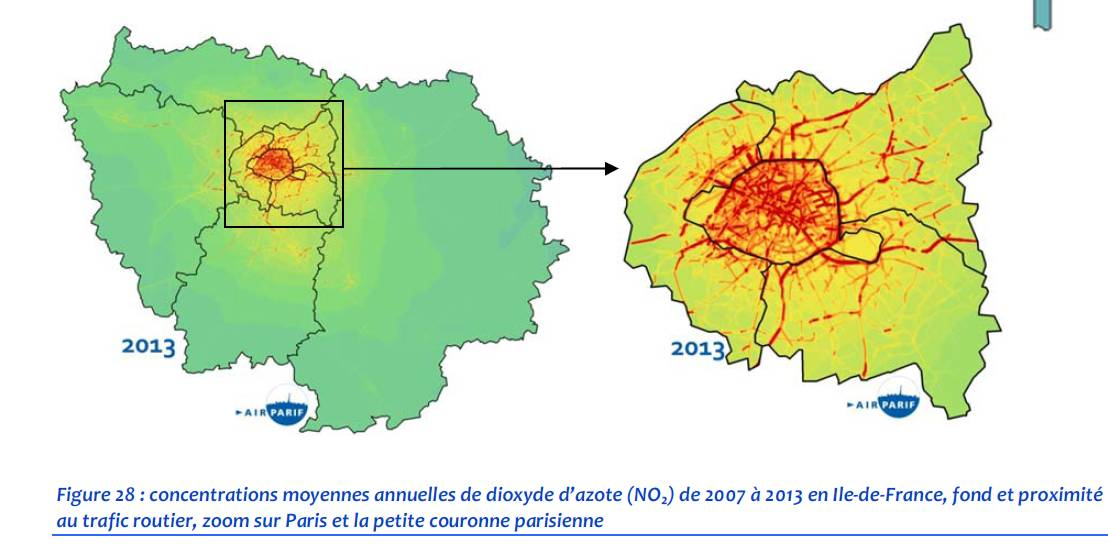 2013
►AIRPARIF
2013
►AIRPARIF
Figure 28 : concentrations moyennes annuelles de dioxyde d'azote (NO₂) de 2007 à 2013 en Ile-de-France, fond et proximité
au trafic routier, zoom sur Paris et la petite couronne parisienne